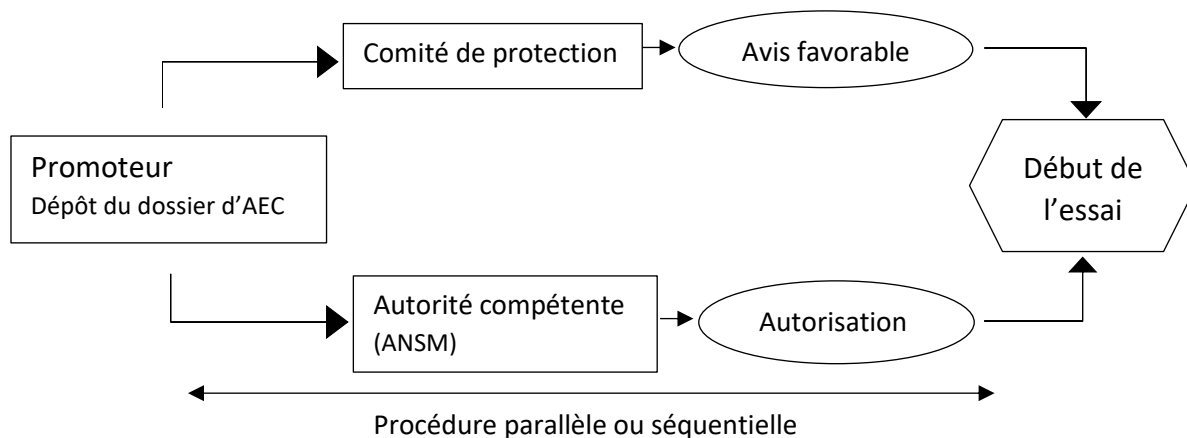 Comité de protection
Avis favorable
Promoteur
Dépôt du dossier d’AEC
Début de
l’essai
Autorité compétente
(ANSM)
Autorisation
Procédure parallèle ou séquentielle